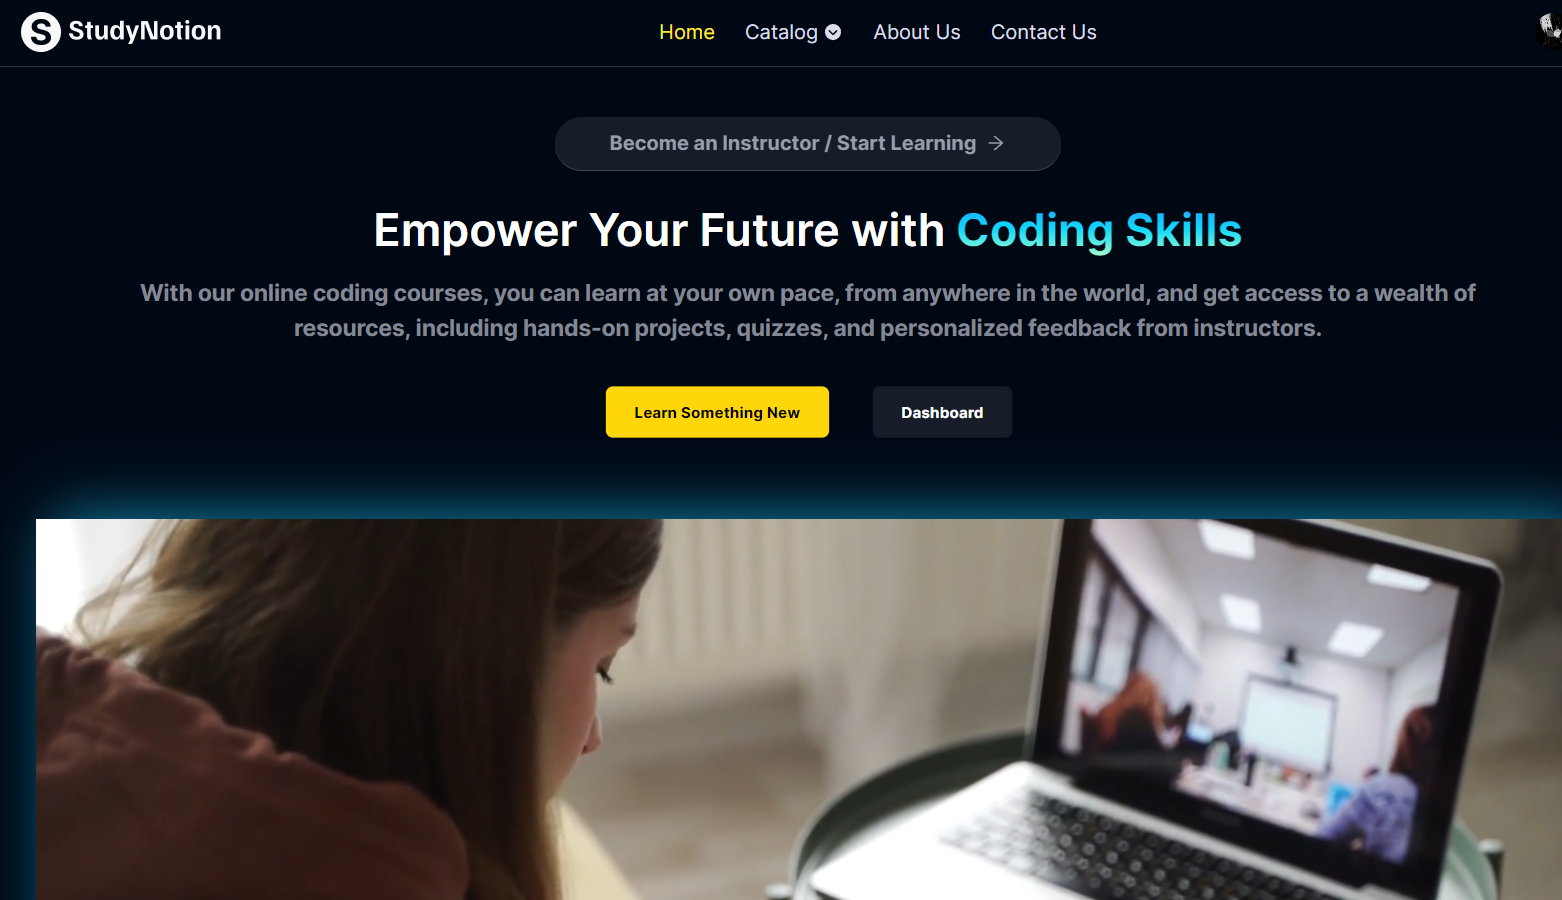 S StudyNotion
Home Catalog About Us Contact Us
Become an Instructor / Start Learning →
Empower Your Future with Coding Skills
With our online coding courses, you can learn at your own pace, from anywhere in the world, and get access to a wealth of
resources, including hands-on projects, quizzes, and personalized feedback from instructors.
Learn Something New Dashboard